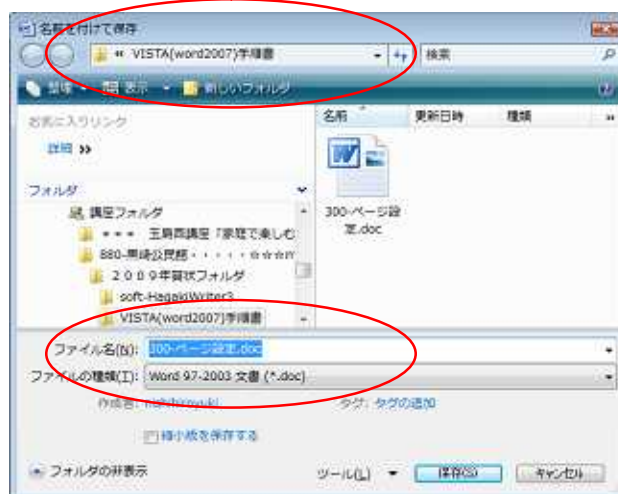 名前を付けて保存
« VISTA(word2007)手順書
検索
整理 表示 新しいフォルダ
お気に入りリンク
詳細 »
名前 更新日時 種類 »
フォルダ
講座フォルダ
２００９年賀状フォルダ
soft-HagakiWriter3
VISTA(word2007)手順書
300-ページ設定.doc
ファイル名(N): 300-ページ設定.doc
ファイルの種類(T): Word 97-2003 文書 (*.doc)
作成者:
タグ: タグの追加
縮小版を保存する
フォルダの非表示
ツール(L) 保存(S) キャンセル